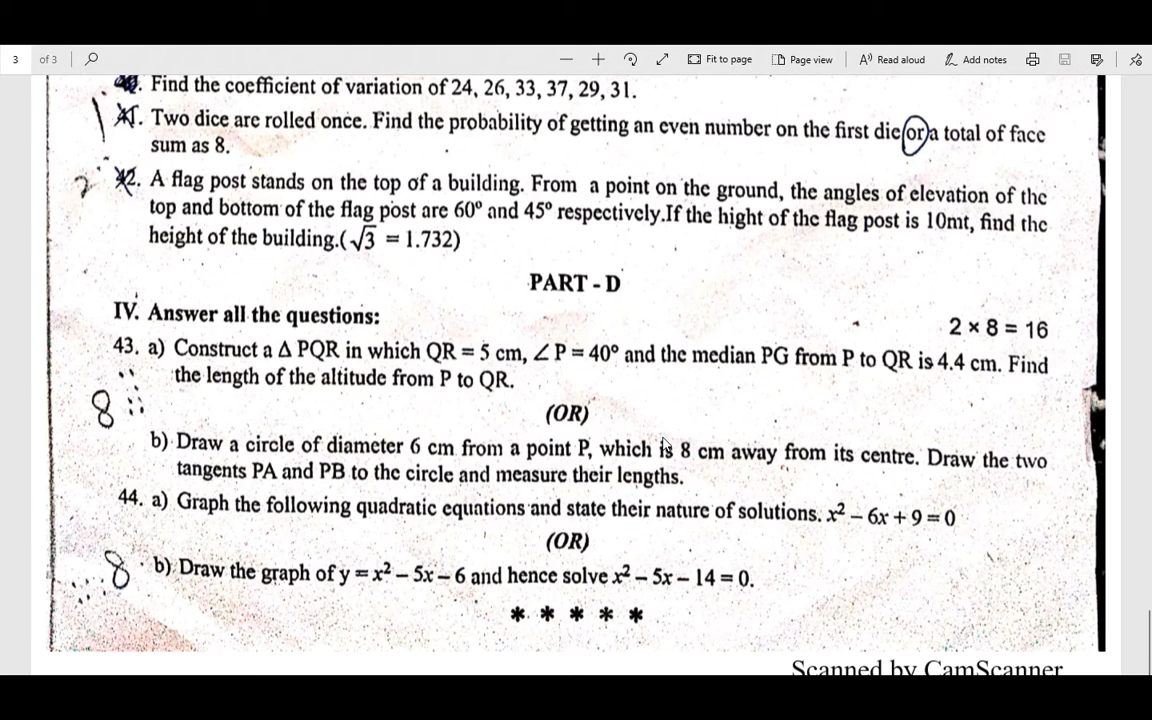 3 of 3 Fit to page Page view Read aloud Add notes
Find the coefficient of variation of 24, 26, 33, 37, 29, 31.
41. Two dice are rolled once. Find the probability of getting an even number on the first die or a total of face
sum as 8.
42. A flag post stands on the top of a building. From a point on the ground, the angles of elevation of the
top and bottom of the flag post are 60° and 45° respectively.If the hight of the flag post is 10mt, find the
height of the building.(√3 = 1.732)
PART - D
IV. Answer all the questions:
2 × 8 = 16
43. a) Construct a Δ PQR in which QR = 5 cm, ∠P = 40° and the median PG from P to QR is 4.4 cm. Find
the length of the altitude from P to QR.
8
(OR)
b) Draw a circle of diameter 6 cm from a point P, which is 8 cm away from its centre. Draw the two
tangents PA and PB to the circle and measure their lengths.
44. a) Graph the following quadratic equations and state their nature of solutions. x² – 6x + 9 = 0
(OR)
8 b) Draw the graph of y = x² – 5x – 6 and hence solve x² – 5x – 14 = 0.
* * * * *
Scanned by CamScanner